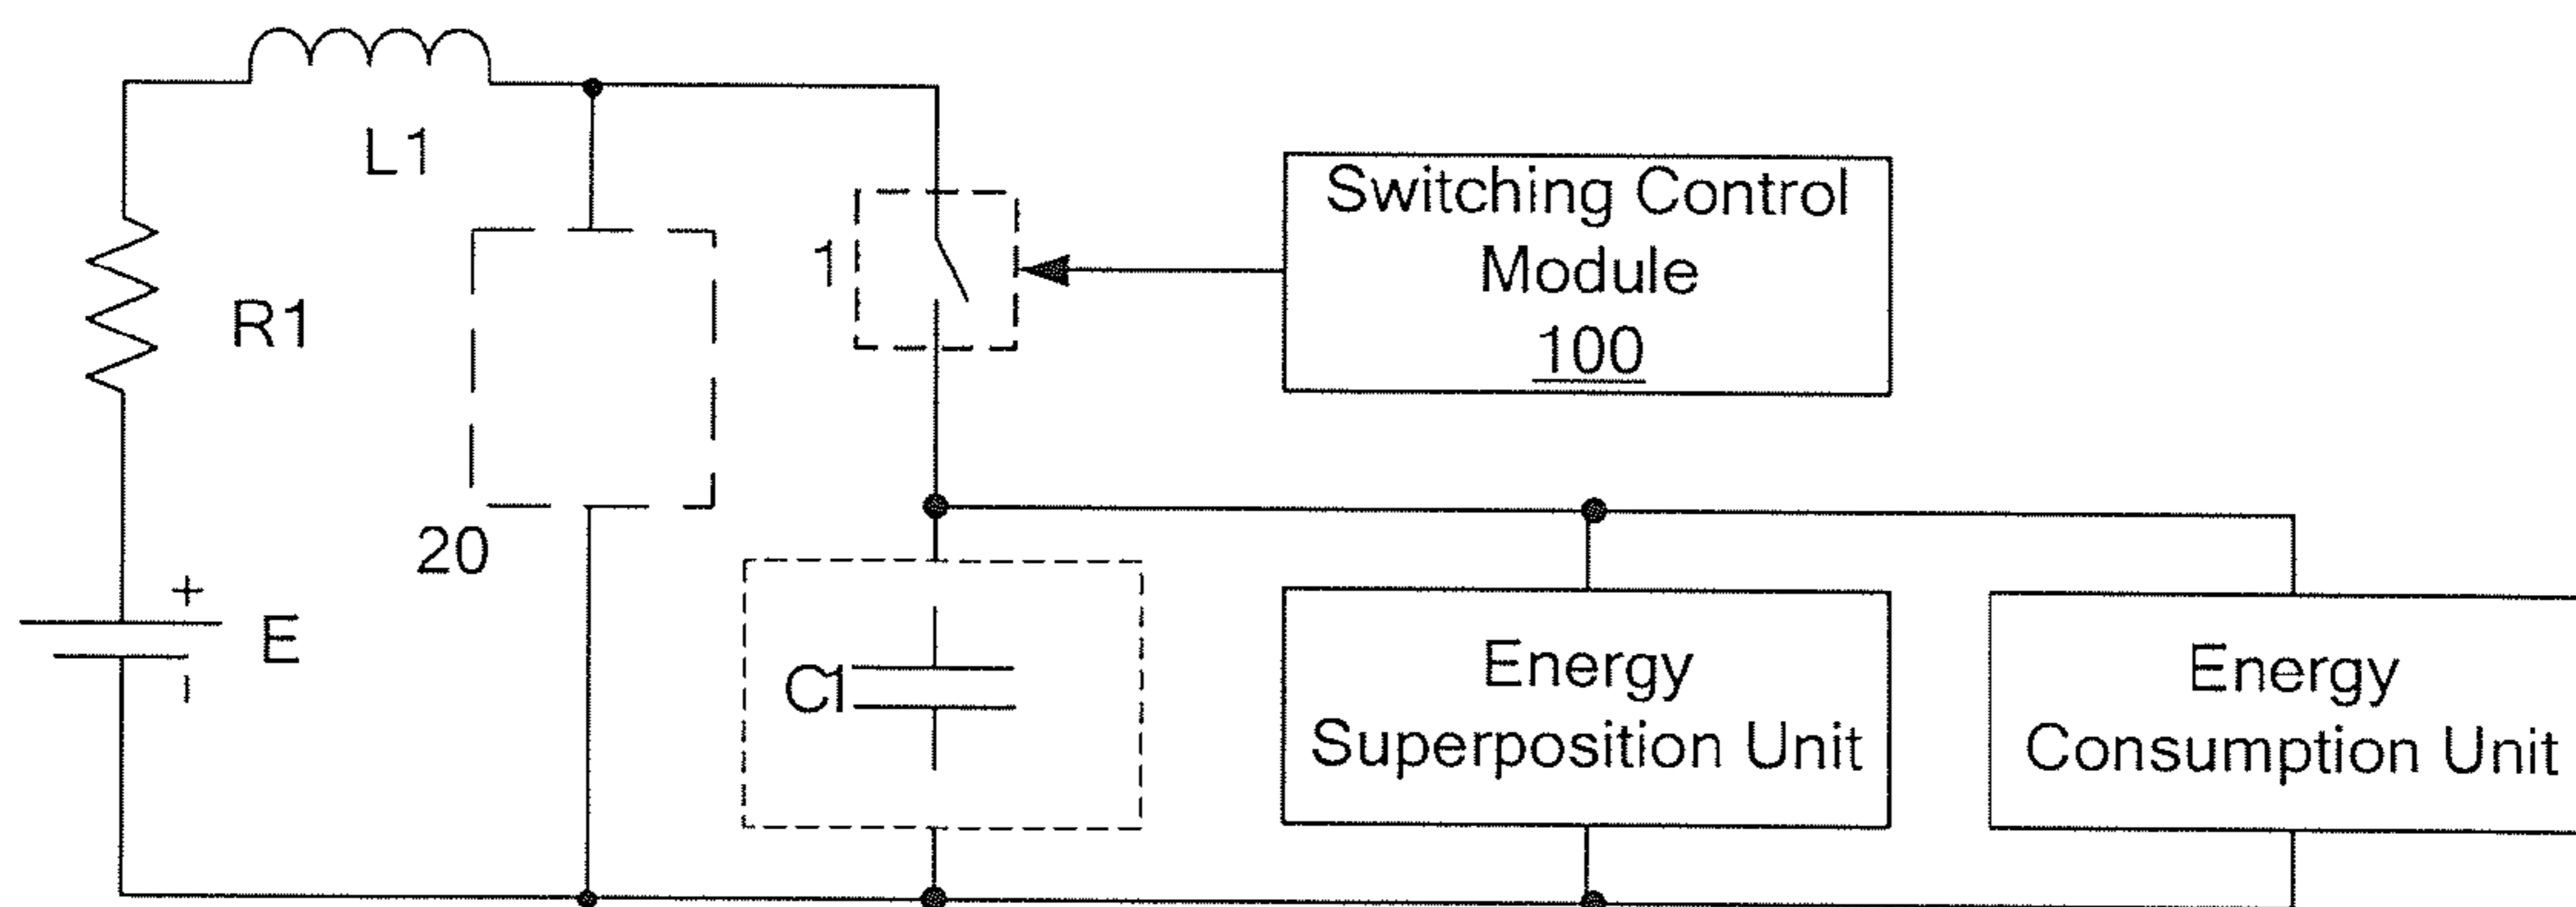 L1
Switching Control
Module
100
1
R1
20
+
E
-
C1
Energy
Superposition Unit
Energy
Consumption Unit